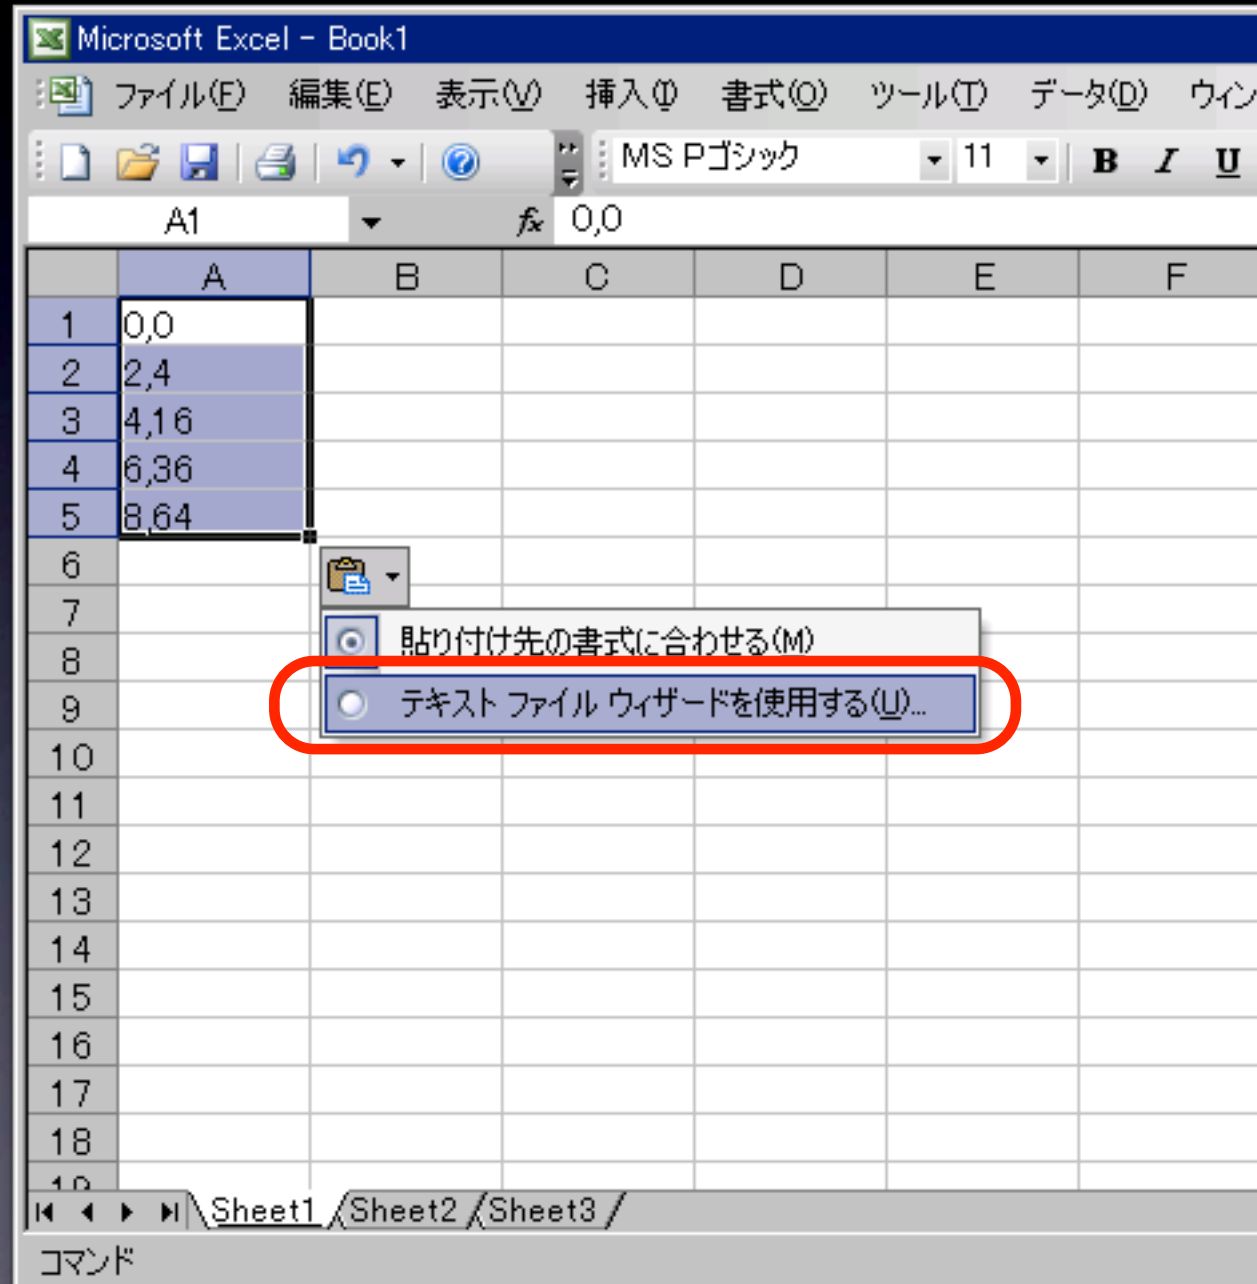 Microsoft Excel - Book1
ファイル(F) 編集(E) 表示(V) 挿入(I) 書式(O) ツール(T) データ(D) ウィン
MS Pゴシック 11 B I U
A1 fx 0,0
A B C D E F
1 0,0
2 2,4
3 4,16
4 6,36
5 8,64
6
7
8 貼り付け先の書式に合わせる(M)
9 テキスト ファイル ウィザードを使用する(U)...
10
11
12
13
14
15
16
17
18
19
Sheet1 Sheet2 Sheet3
コマンド